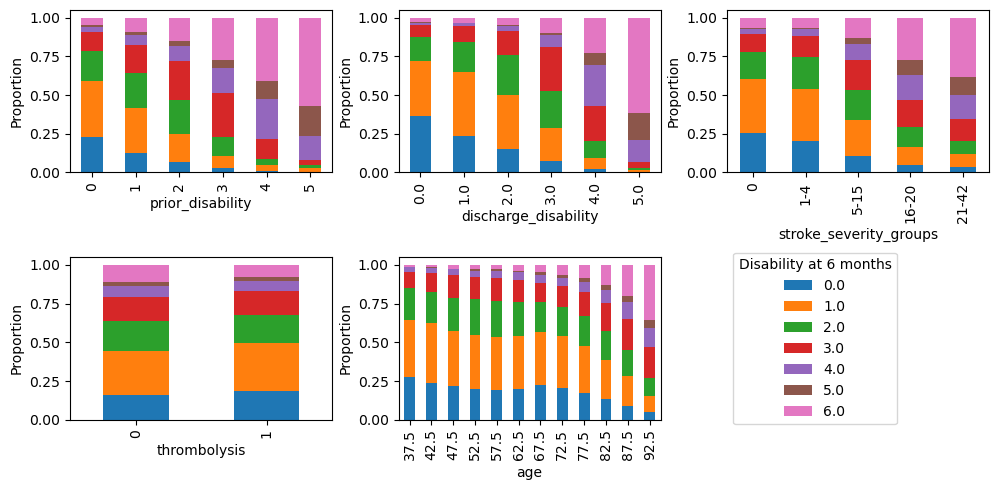 1.00
0.75
0.50
0.25
0.00
Proportion
0 1 2 3 4 5
prior_disability
1.00
0.75
0.50
0.25
0.00
Proportion
0.0 1.0 2.0 3.0 4.0 5.0
discharge_disability
1.00
0.75
0.50
0.25
0.00
Proportion
0 1-4 5-15 16-20 21-42
stroke_severity_groups
1.00
0.75
0.50
0.25
0.00
Proportion
0 1
thrombolysis
1.00
0.75
0.50
0.25
0.00
Proportion
37.5 42.5 47.5 52.5 57.5 62.5 67.5 72.5 77.5 82.5 87.5 92.5
age
Disability at 6 months
0.0
1.0
2.0
3.0
4.0
5.0
6.0